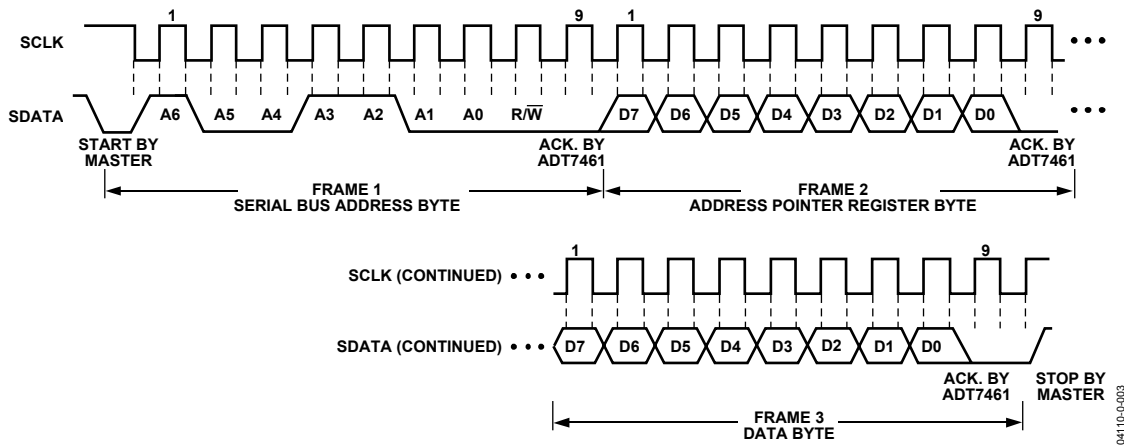 1 9 1 9
SCLK
SDATA A6 A5 A4 A3 A2 A1 A0 R/W̅ D7 D6 D5 D4 D3 D2 D1 D0
START BY
MASTER
ACK. BY
ADT7461
ACK. BY
ADT7461
FRAME 1
SERIAL BUS ADDRESS BYTE
FRAME 2
ADDRESS POINTER REGISTER BYTE
1 9
SCLK (CONTINUED)
SDATA (CONTINUED) D7 D6 D5 D4 D3 D2 D1 D0
ACK. BY
ADT7461
STOP BY
MASTER
FRAME 3
DATA BYTE
04110-0-003